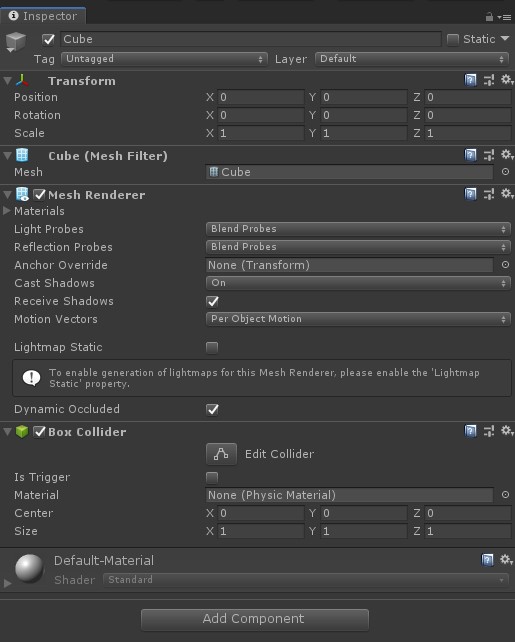 Inspector
Cube Static
Tag Untagged Layer Default
Transform
Position X 0 Y 0 Z 0
Rotation X 0 Y 0 Z 0
Scale X 1 Y 1 Z 1
Cube (Mesh Filter)
Mesh Cube
Mesh Renderer
Materials
Light Probes Blend Probes
Reflection Probes Blend Probes
Anchor Override None (Transform)
Cast Shadows On
Receive Shadows
Motion Vectors Per Object Motion
Lightmap Static
To enable generation of lightmaps for this Mesh Renderer, please enable the 'Lightmap
Static' property.
Dynamic Occluded
Box Collider
Edit Collider
Is Trigger
Material None (Physic Material)
Center X 0 Y 0 Z 0
Size X 1 Y 1 Z 1
Default-Material
Shader Standard
Add Component